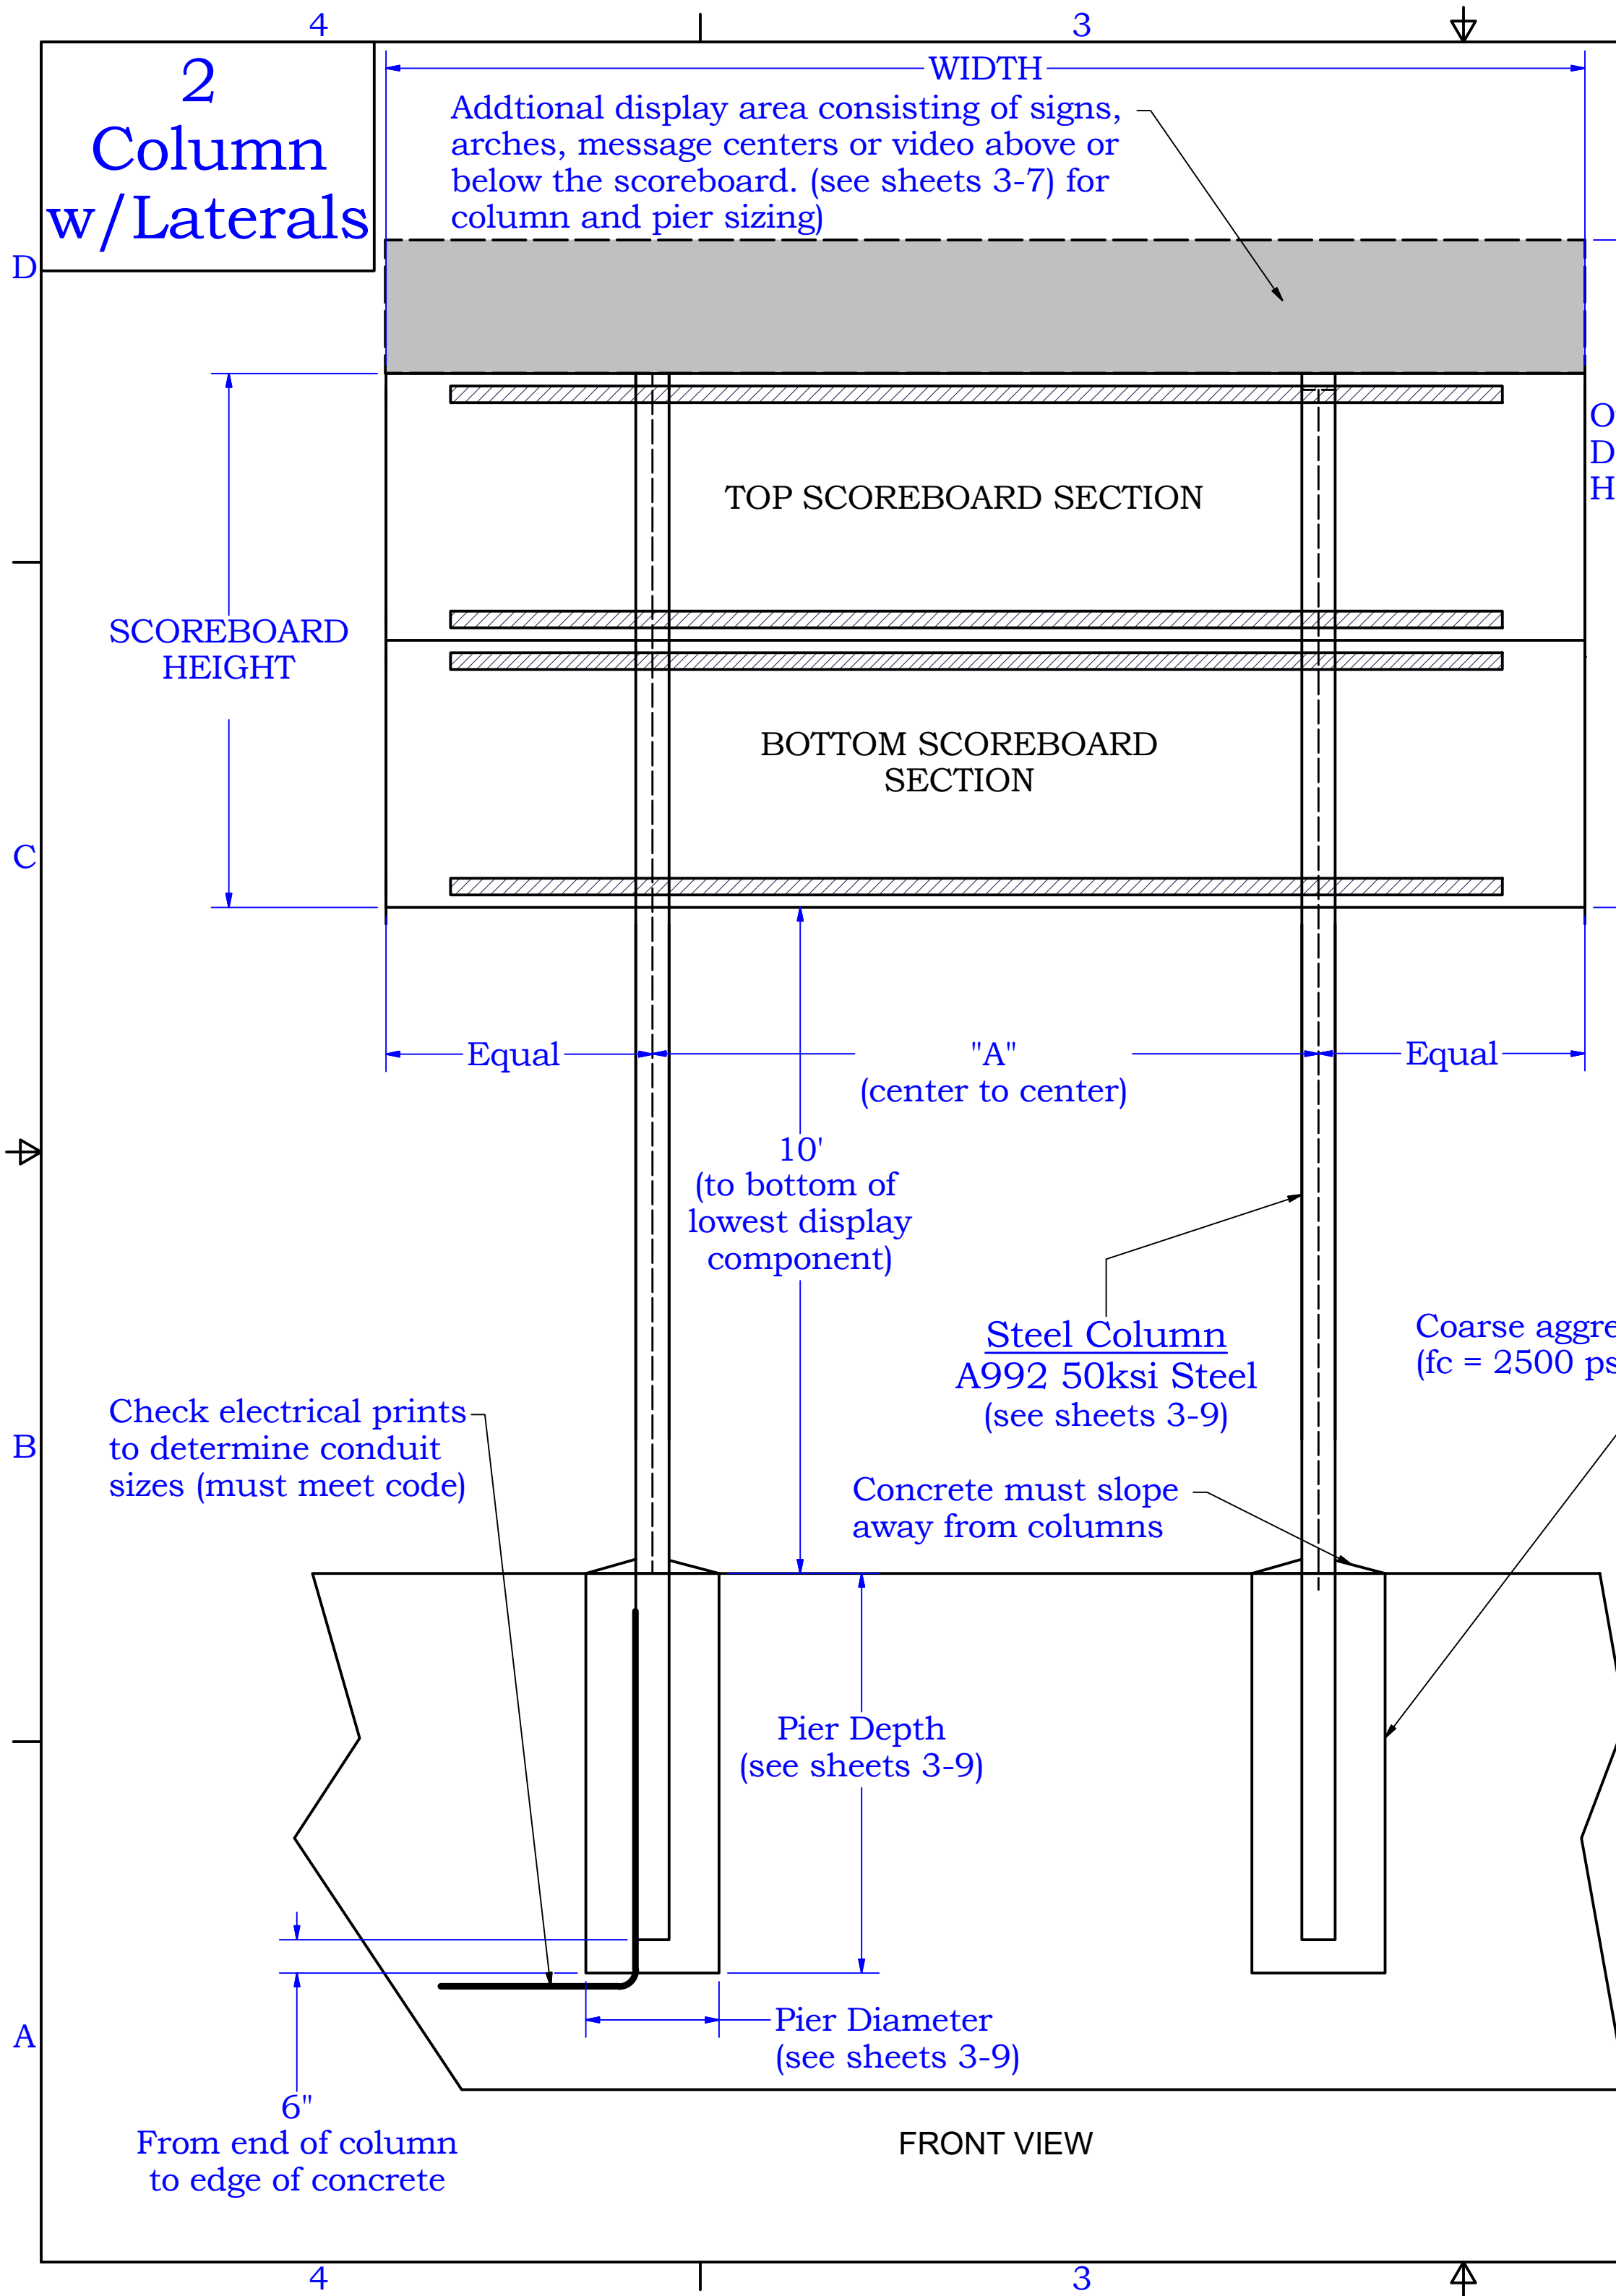 4
3
2
Column
w/Laterals
WIDTH
Addtional display area consisting of signs,
arches, message centers or video above or
below the scoreboard. (see sheets 3-7) for
column and pier sizing)
D
O
D
H
TOP SCOREBOARD SECTION
SCOREBOARD
HEIGHT
BOTTOM SCOREBOARD
SECTION
C
Equal
"A"
(center to center)
Equal
10'
(to bottom of
lowest display
component)
Steel Column
A992 50ksi Steel
(see sheets 3-9)
Coarse aggre
(fc = 2500 ps
Check electrical prints
to determine conduit
sizes (must meet code)
B
Concrete must slope
away from columns
Pier Depth
(see sheets 3-9)
A
Pier Diameter
(see sheets 3-9)
6"
From end of column
to edge of concrete
FRONT VIEW
4
3